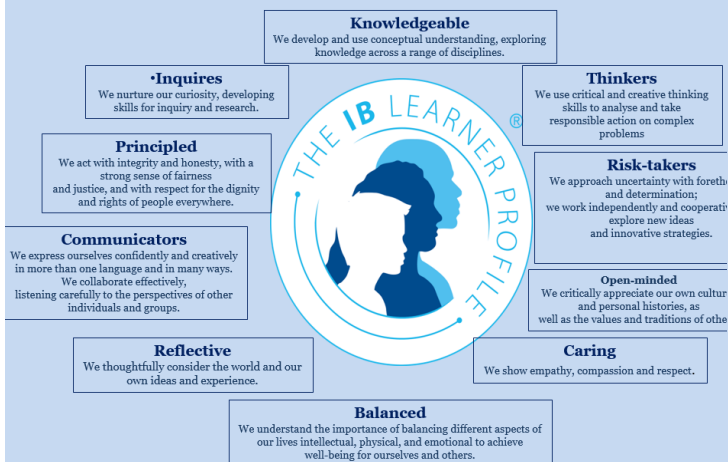 Knowledgeable
We develop and use conceptual understanding, exploring
knowledge across a range of disciplines.
•Inquires
We nurture our curiosity, developing
skills for inquiry and research.
Thinkers
We use critical and creative thinking
skills to analyse and take
responsible action on complex
problems
Principled
We act with integrity and honesty, with a
strong sense of fairness
and justice, and with respect for the dignity
and rights of people everywhere.
THE IB LEARNER PROFILE
®
Risk-takers
We approach uncertainty with foretho
and determination;
we work independently and cooperativ
explore new ideas
and innovative strategies.
Communicators
We express ourselves confidently and creatively
in more than one language and in many ways.
We collaborate effectively,
listening carefully to the perspectives of other
individuals and groups.
Open-minded
We critically appreciate our own culture
and personal histories, as
well as the values and traditions of othe
Reflective
We thoughtfully consider the world and our
own ideas and experience.
Caring
We show empathy, compassion and respect.
Balanced
We understand the importance of balancing different aspects of
our lives intellectual, physical, and emotional to achieve
well-being for ourselves and others.